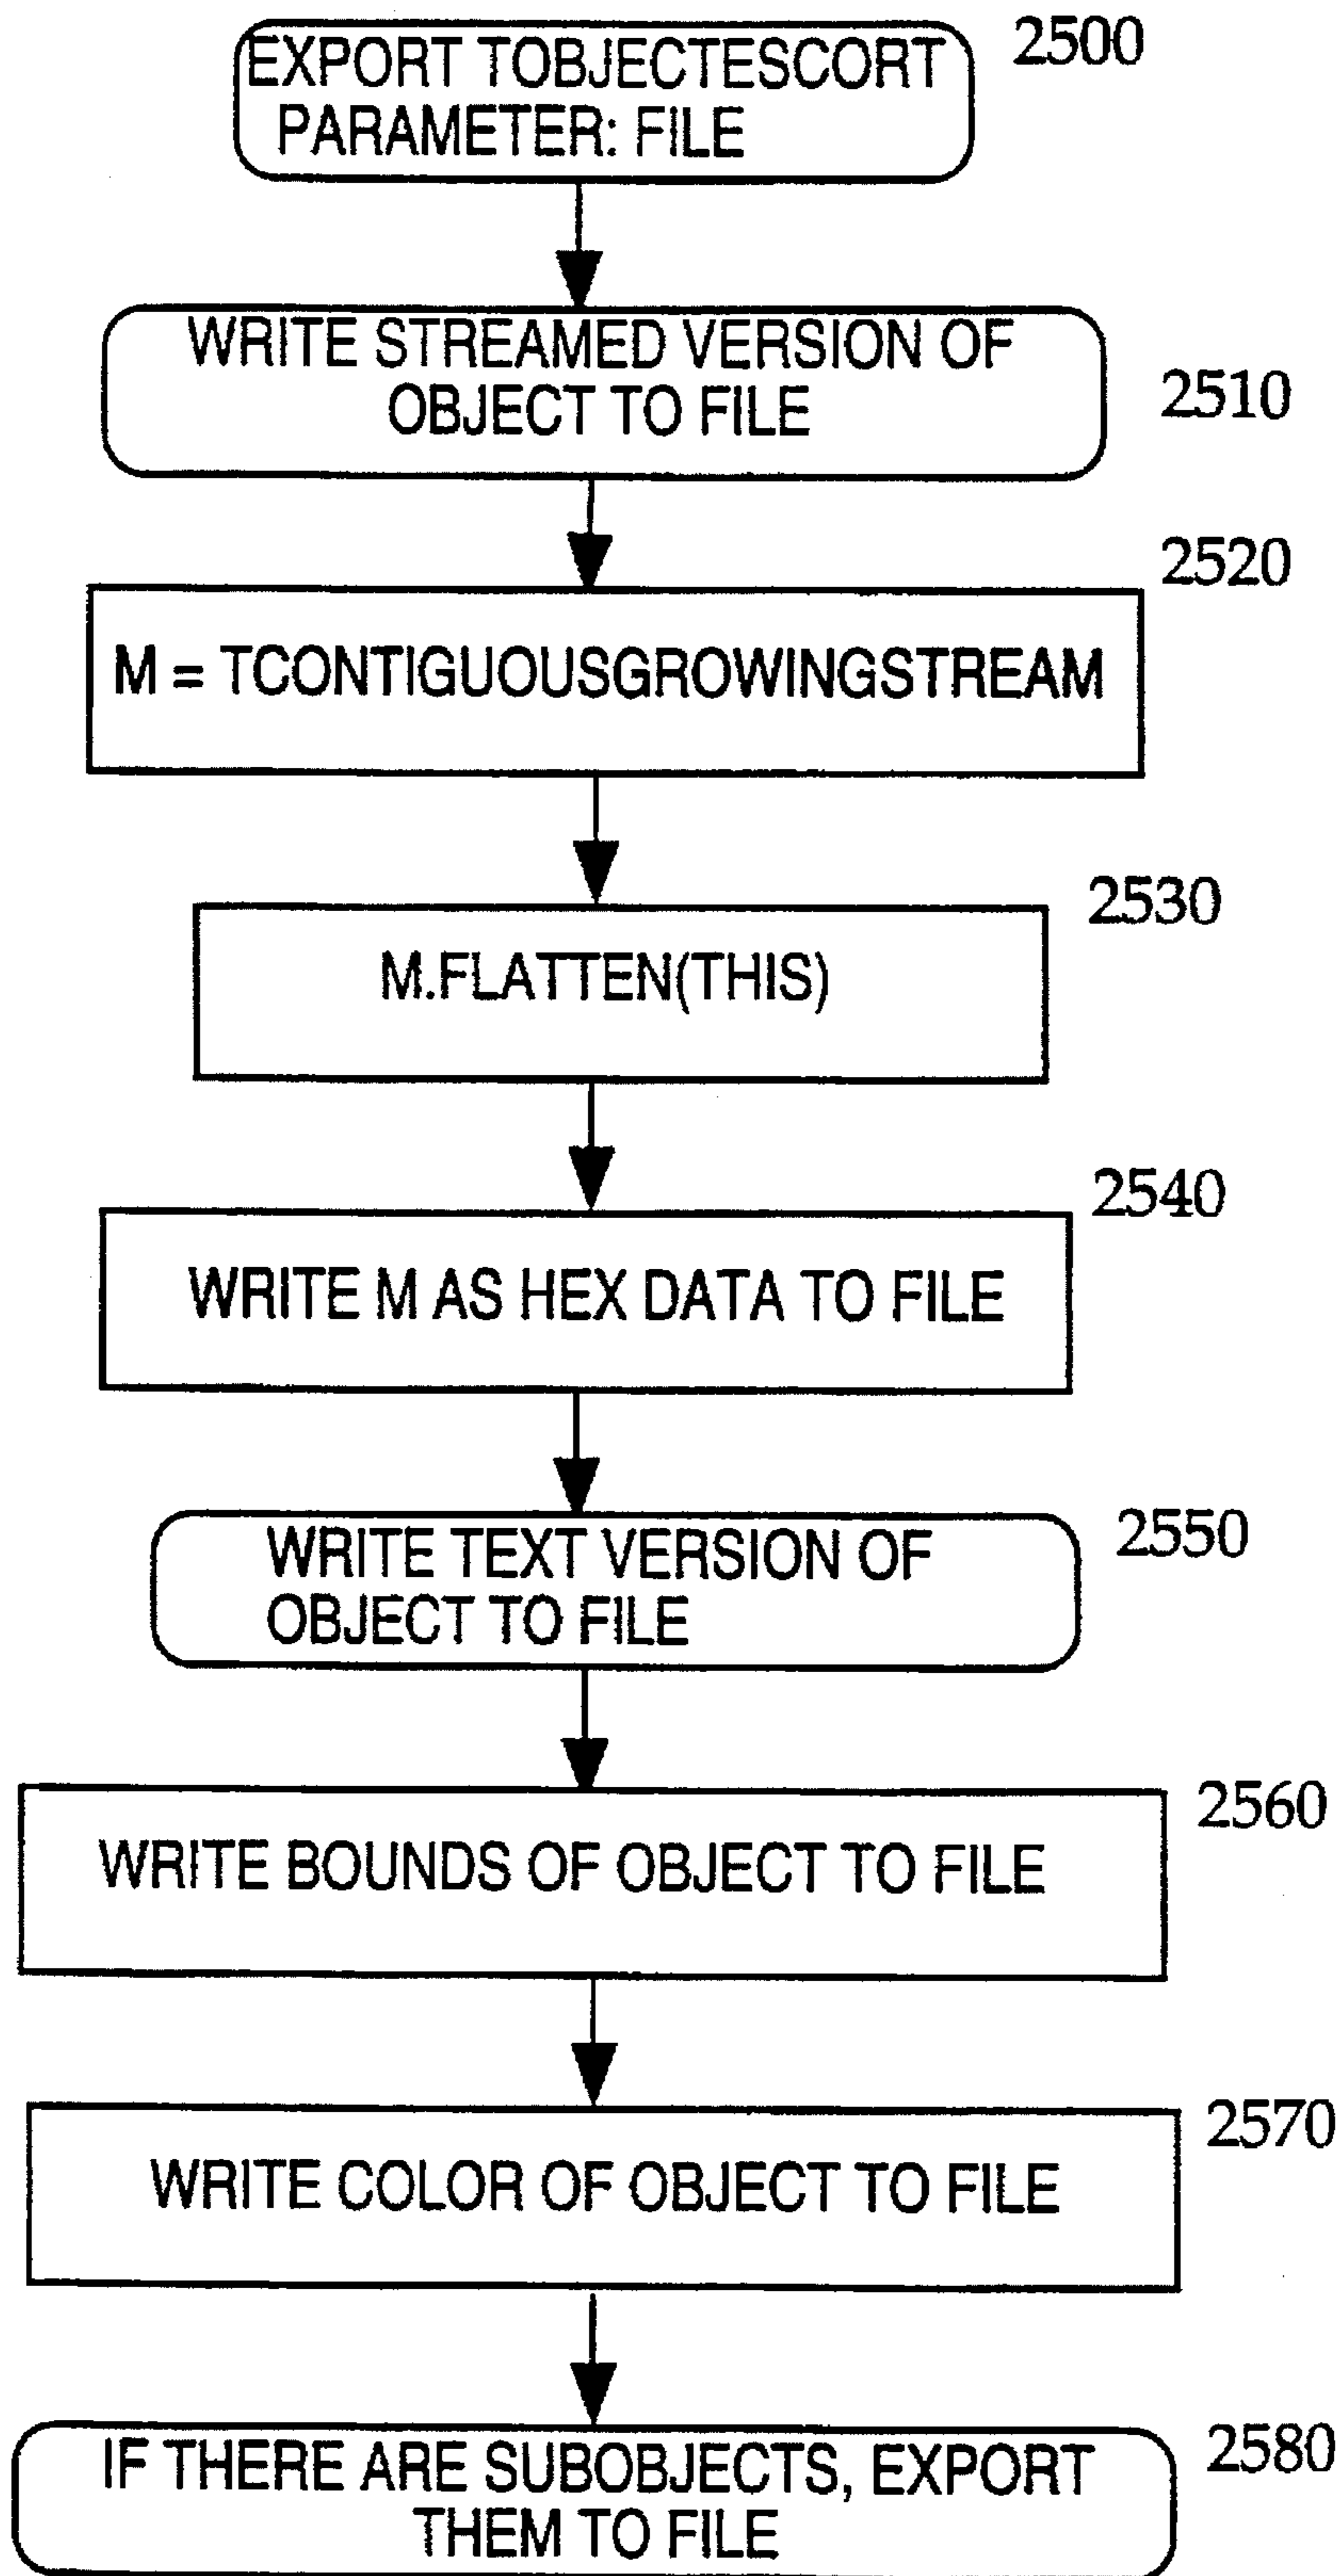 EXPORT TOBJECTESCORT
PARAMETER: FILE
2500
WRITE STREAMED VERSION OF
OBJECT TO FILE
2510
2520
M = TCONTIGUOUSGROWINGSTREAM
2530
M.FLATTEN(THIS)
2540
WRITE M AS HEX DATA TO FILE
2550
WRITE TEXT VERSION OF
OBJECT TO FILE
2560
WRITE BOUNDS OF OBJECT TO FILE
2570
WRITE COLOR OF OBJECT TO FILE
2580
IF THERE ARE SUBOBJECTS, EXPORT
THEM TO FILE